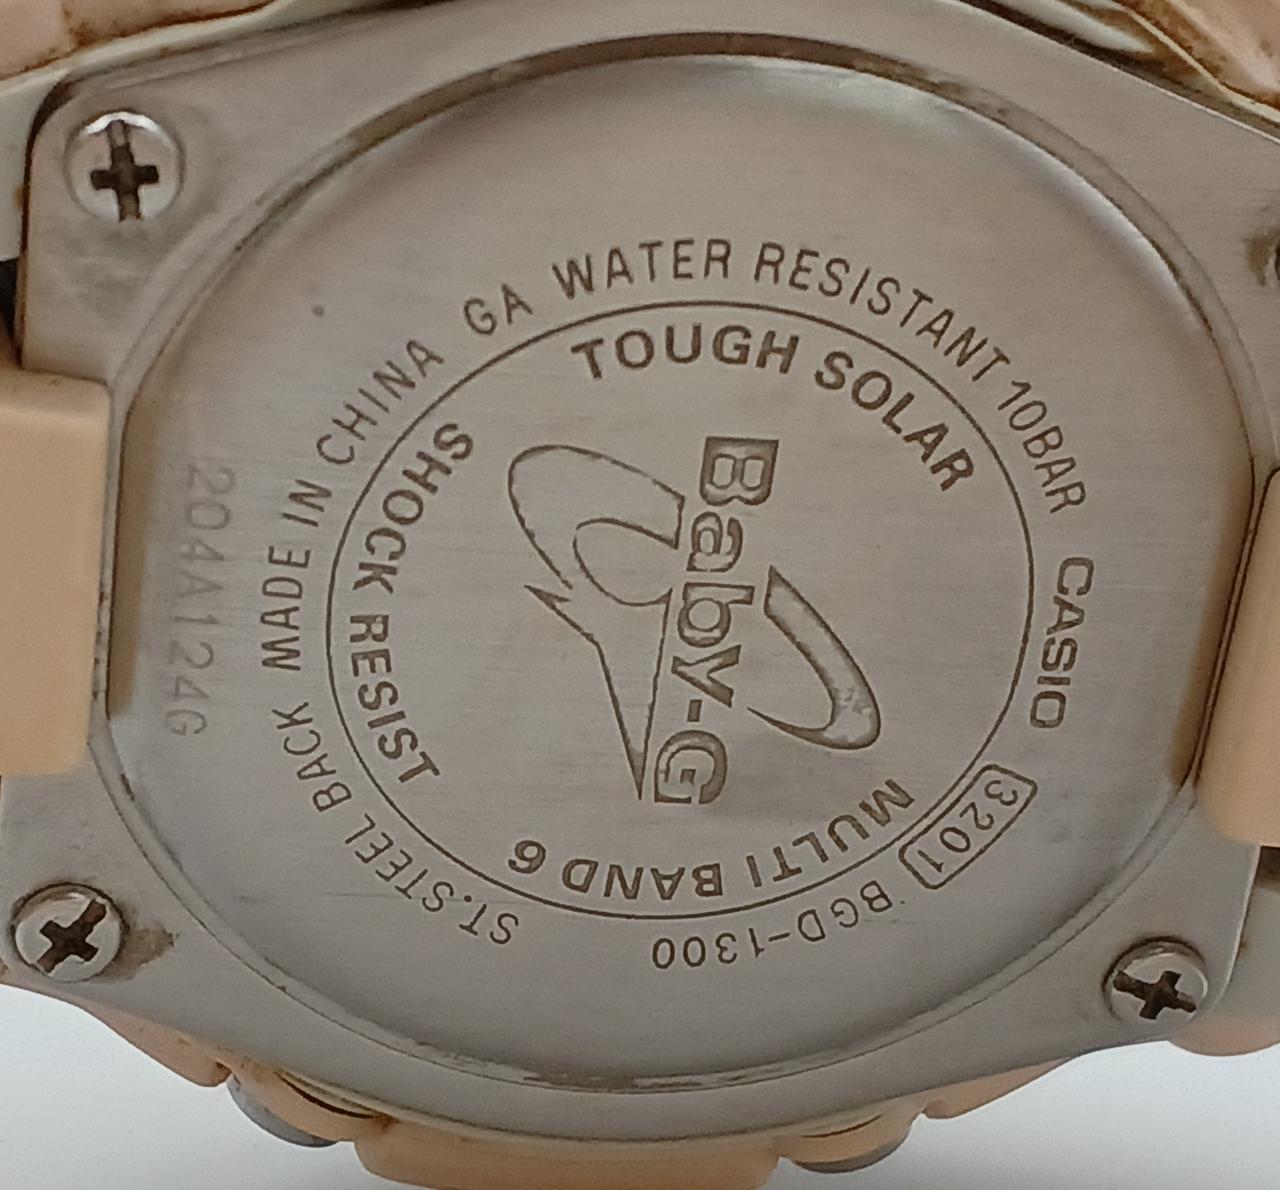 CASIO 3201 BGD-1300
ST.STEEL BACK MADE IN CHINA GA WATER RESISTANT 10BAR
SHOCK RESIST
TOUGH SOLAR
MULTI BAND 6
Baby-G
204A124G